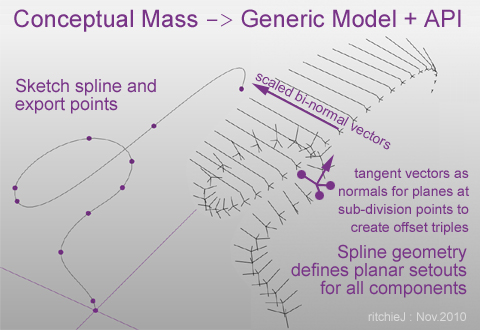 Conceptual Mass --> Generic Model + API
Sketch spline and
export points
scaled bi-normal vectors
tangent vectors as
normals for planes at
sub-division points to
create offset triples
Spline geometry
defines planar setouts
for all components
ritchieJ : Nov.2010